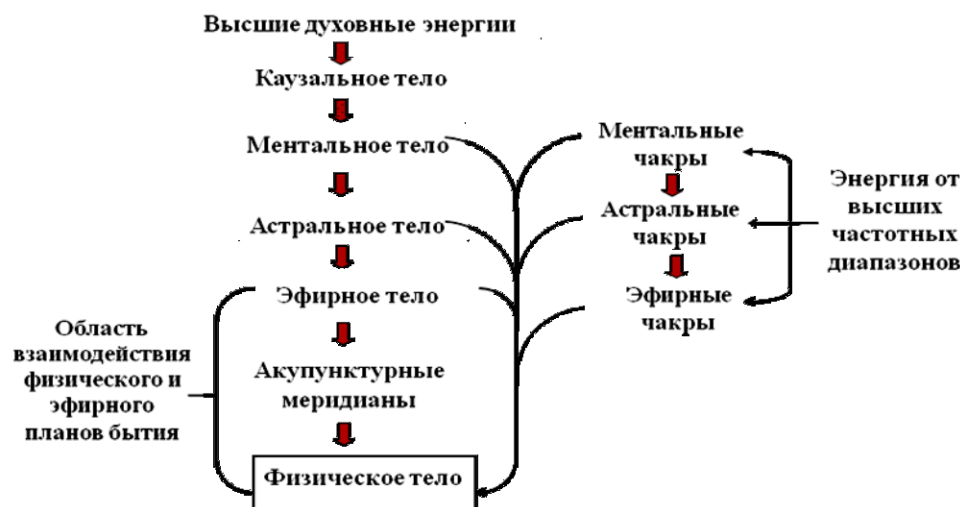 Высшие духовные энергии
Каузальное тело
Ментальное тело
Астральное тело
Эфирное тело
Акупунктурные
меридианы
Физическое тело
Область
взаимодействия
физического и
эфирного
планов бытия
Ментальные
чакры
Астральные
чакры
Эфирные
чакры
Энергия от
высших
частотных
диапазонов